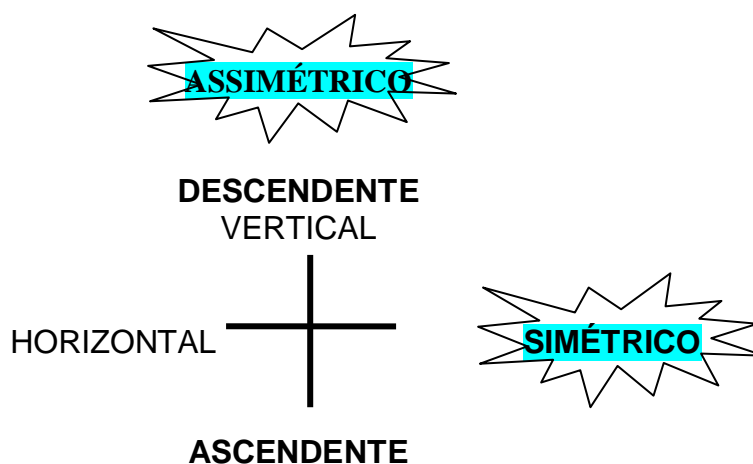 ASSIMÉTRICO
DESCENDENTE
VERTICAL
HORIZONTAL
SIMÉTRICO
ASCENDENTE